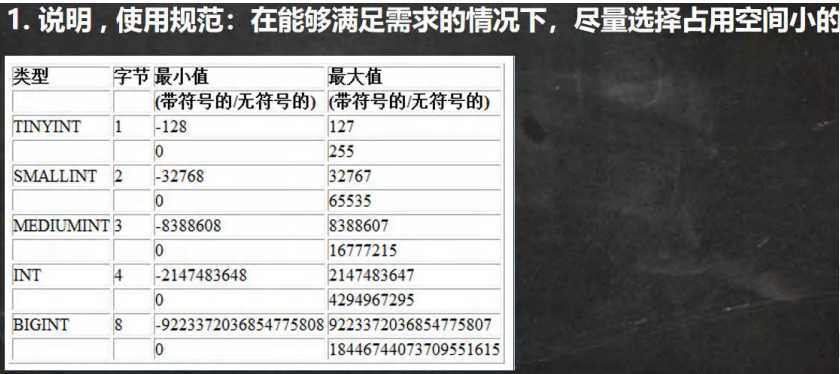 1. 说明，使用规范：在能够满足需求的情况下，尽量选择占用空间小的
类型 字节 最小值 最大值
(带符号的/无符号的) (带符号的/无符号的)
TINYINT 1 -128 127
0 255
SMALLINT 2 -32768 32767
0 65535
MEDIUMINT 3 -8388608 8388607
0 16777215
INT 4 -2147483648 2147483647
0 4294967295
BIGINT 8 -9223372036854775808 9223372036854775807
0 18446744073709551615